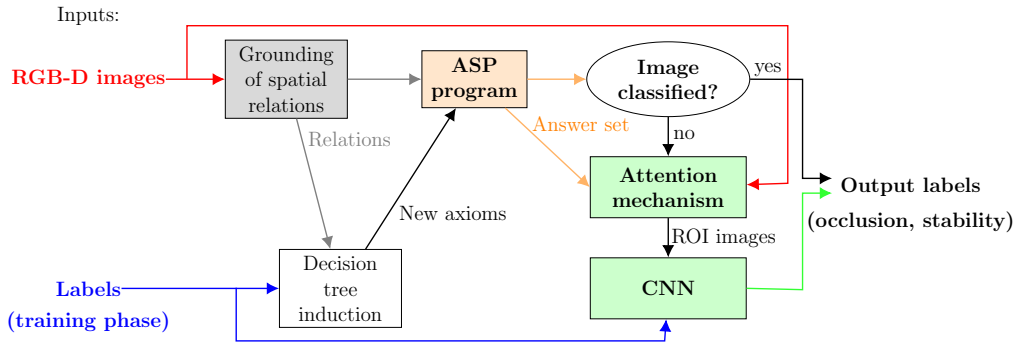 Inputs:
RGB-D images
Grounding
of spatial
relations
ASP
program
Image
classified?
yes
Answer set
no
Relations
Attention
mechanism
Output labels
(occlusion, stability)
New axioms
ROI images
Labels
(training phase)
Decision
tree
induction
CNN